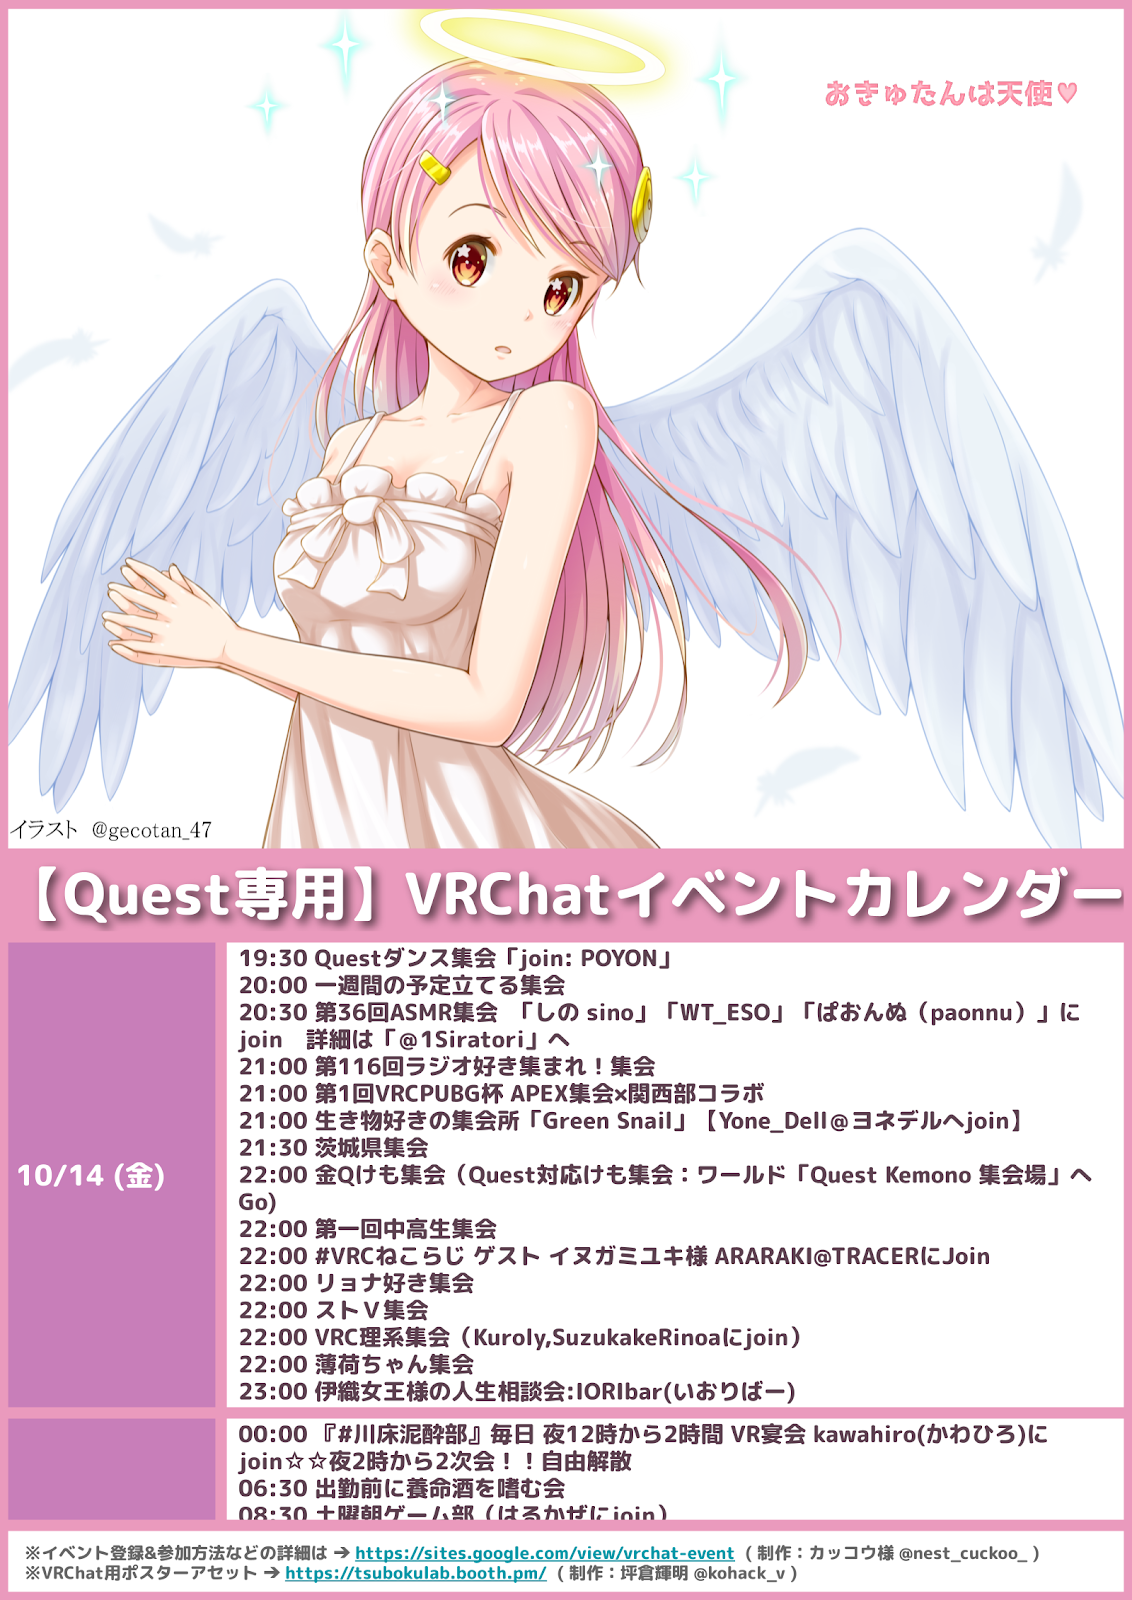 おきゅたんは天使♥
イラスト @gecotan_47
【Quest専用】VRChatイベントカレンダー
10/14 (金)
19:30 Questダンス集会「join: POYON」
20:00 一週間の予定立てる集会
20:30 第36回ASMR集会 「しの sino」「WT_ESO」「ぱおんぬ（paonnu）」に
join 詳細は「@1Siratori」へ
21:00 第116回ラジオ好き集まれ！集会
21:00 第1回VRCPUBG杯 APEX集会×関西部コラボ
21:00 生き物好きの集会所「Green Snail」【Yone_Dell＠ヨネデルへjoin】
21:30 茨城県集会
22:00 金Qけも集会（Quest対応けも集会：ワールド「Quest Kemono 集会場」へ
Go)
22:00 第一回中高生集会
22:00 #VRCねこらじ ゲスト イヌガミユキ様 ARARAKI@TRACERにJoin
22:00 リョナ好き集会
22:00 ストＶ集会
22:00 VRC理系集会（Kuroly,SuzukakeRinoaにjoin）
22:00 薄荷ちゃん集会
23:00 伊織女王様の人生相談会:IORIbar(いおりばー)
00:00 『#川床泥酔部』毎日 夜12時から2時間 VR宴会 kawahiro(かわひろ)に
join☆☆夜2時から2次会！！自由解散
06:30 出勤前に養命酒を嗜む会
08:30 土曜朝ゲーム部（はるかぜにjoin）
※イベント登録&参加方法などの詳細は → https://sites.google.com/view/vrchat-event ( 制作：カッコウ様 @nest_cuckoo_ )
※VRChat用ポスターアセット → https://tsubokulab.booth.pm/ ( 制作：坪倉輝明 @kohack_v )